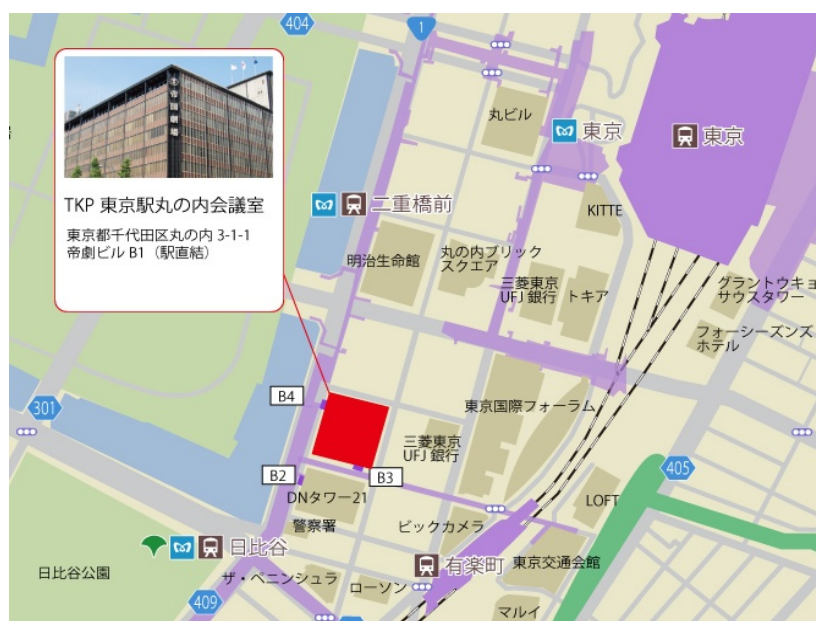 404
1
帝国劇場
TKP 東京駅丸の内会議室
東京都千代田区丸の内 3-1-1
帝劇ビル B1（駅直結）
丸ビル
東京
東京
二重橋前
KITTE
明治生命館
丸の内ブリック
スクエア
三菱東京
UFJ 銀行
トキア
グラントウキョ
サウスタワー
フォーシーズンズ
ホテル
301
B4
東京国際フォーラム
三菱東京
UFJ 銀行
405
B2
B3
DNタワー21
LOFT
警察署
ビックカメラ
日比谷
日比谷公園
有楽町
東京交通会館
ザ・ペニンシュラ
ローソン
409
マルイ